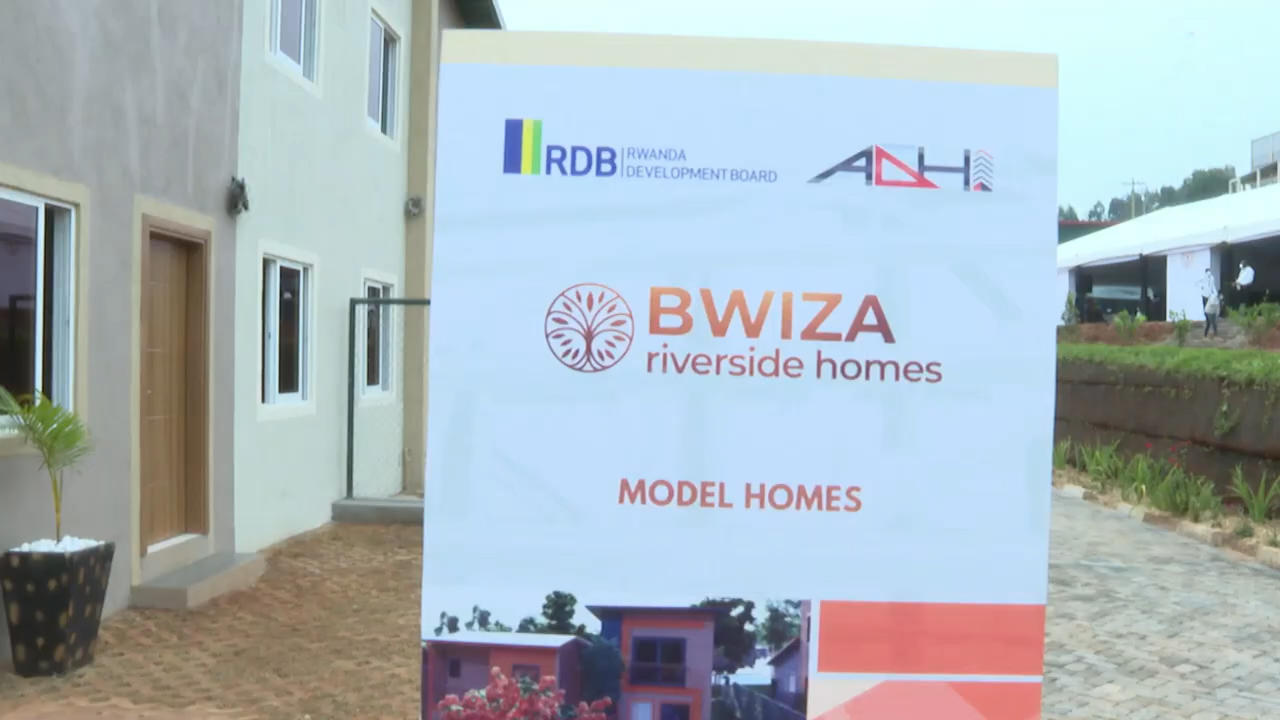 RDB RWANDA DEVELOPMENT BOARD
ADHI
BWIZA
riverside homes
MODEL HOMES